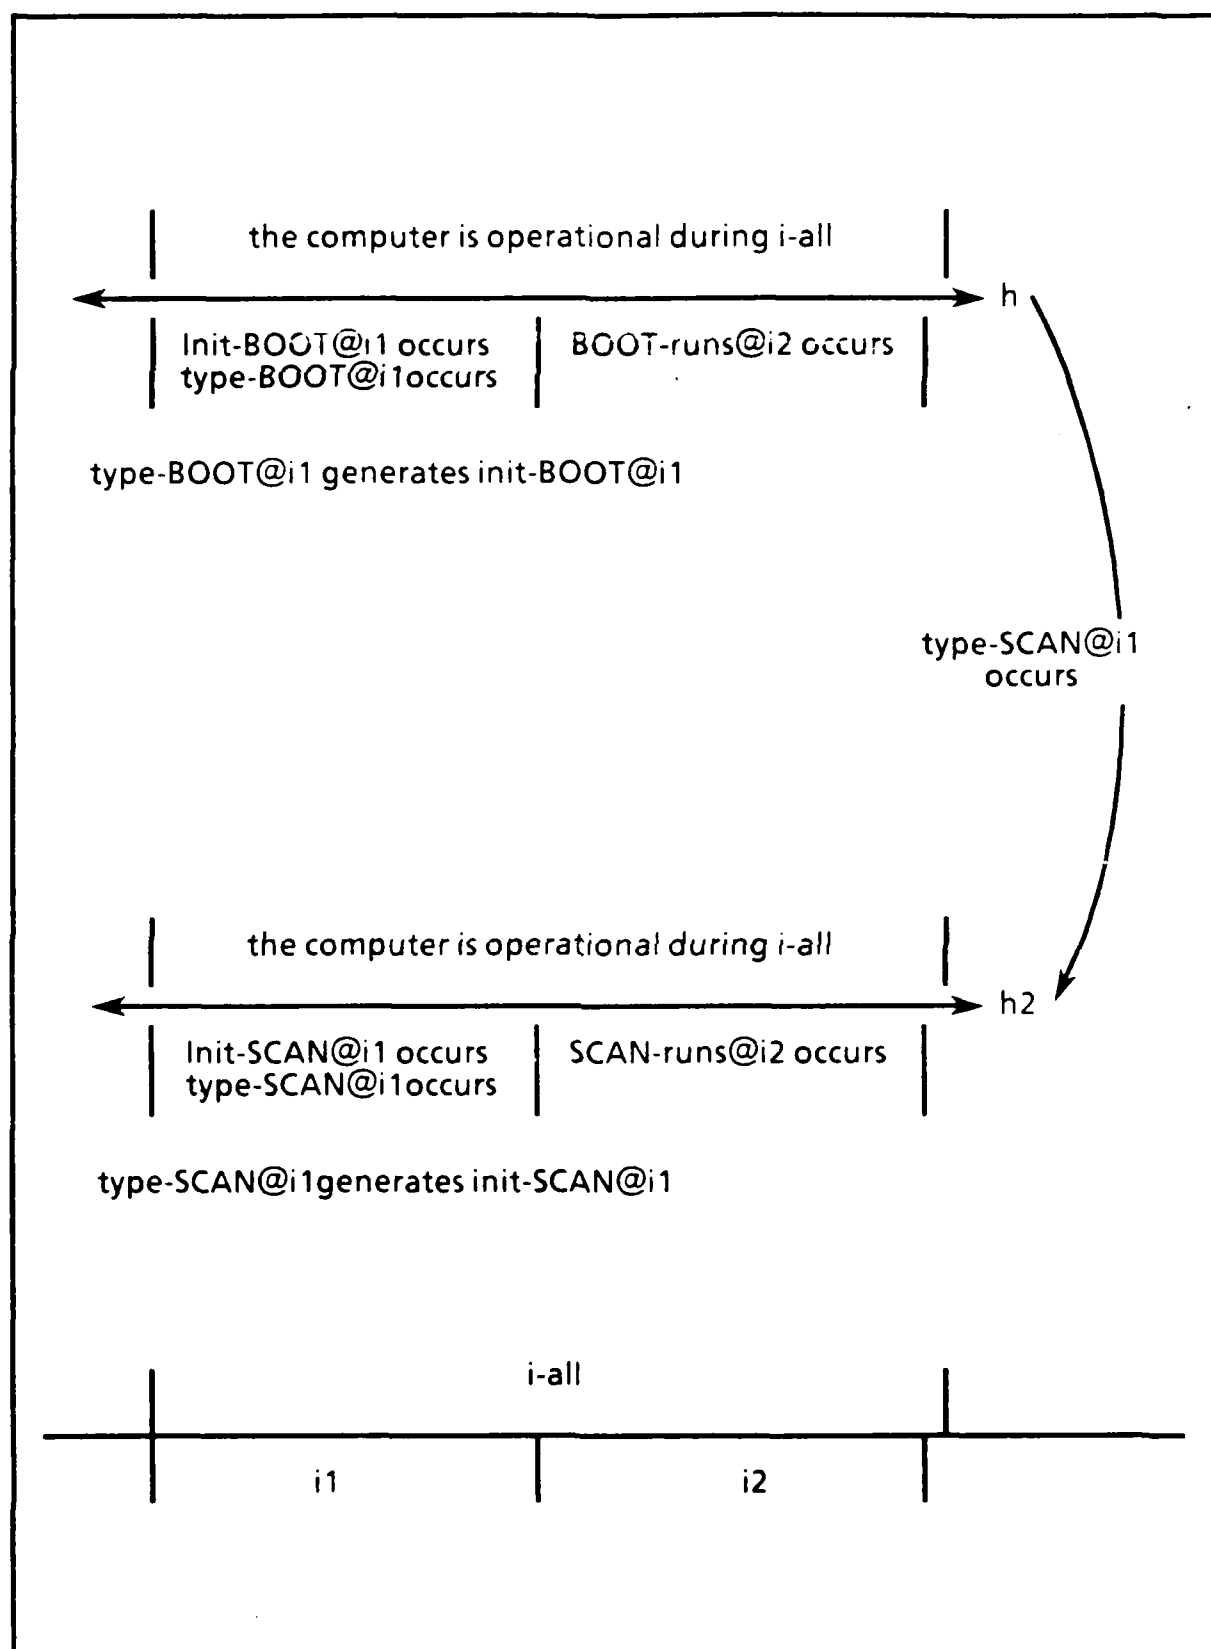 the computer is operational during i-all
h
Init-BOOT@i1 occurs
type-BOOT@i1occurs
BOOT-runs@i2 occurs
type-BOOT@i1 generates init-BOOT@i1
type-SCAN@i1
occurs
the computer is operational during i-all
h2
Init-SCAN@i1 occurs
type-SCAN@i1occurs
SCAN-runs@i2 occurs
type-SCAN@i1generates init-SCAN@i1
i-all
i1
i2